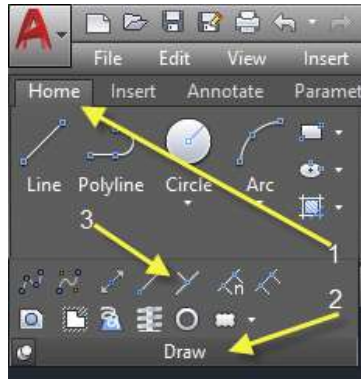 A
File Edit View Insert
Home Insert Annotate Paramet
Line Polyline Circle Arc
3
1
n
2
Draw